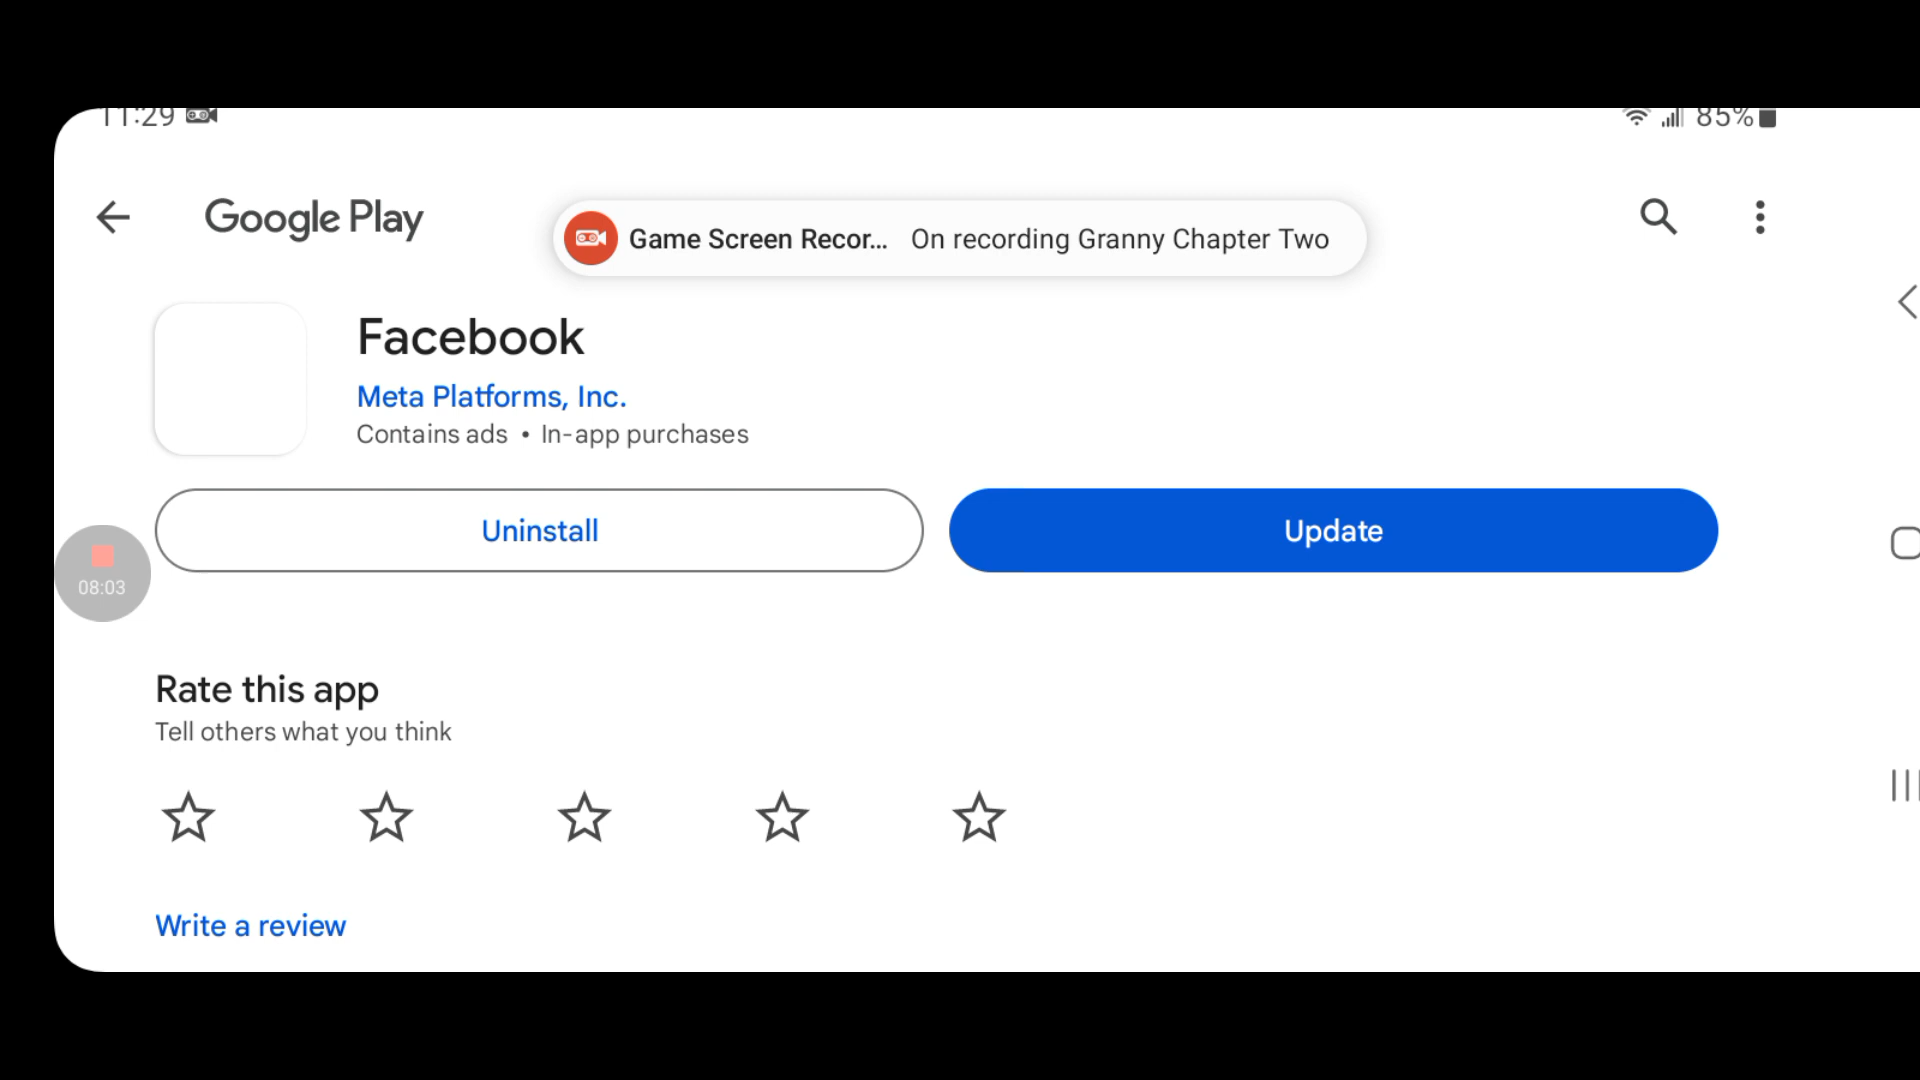 11:29
85%
Google Play
Game Screen Recor... On recording Granny Chapter Two
Facebook
Meta Platforms, Inc.
Contains ads • In-app purchases
Uninstall
Update
08:03
Rate this app
Tell others what you think
Write a review